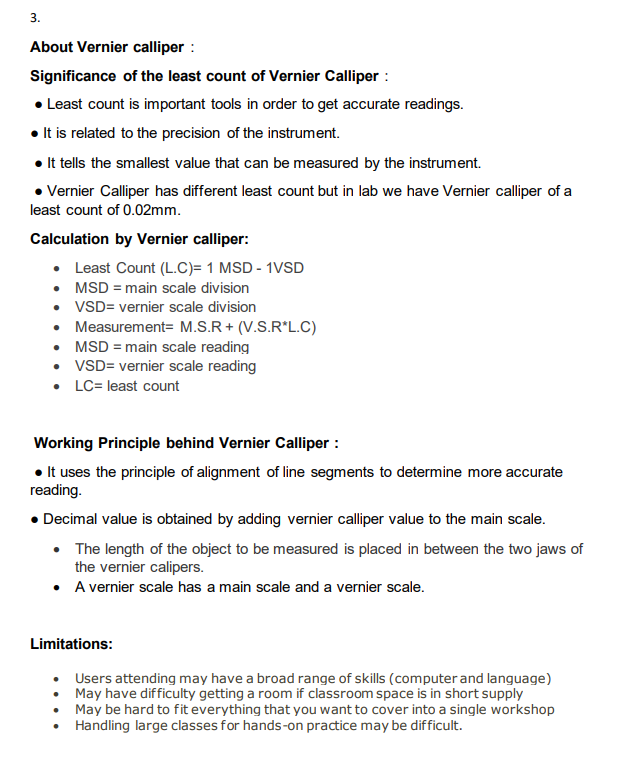 3.
About Vernier calliper :
Significance of the least count of Vernier Calliper :
● Least count is important tools in order to get accurate readings.
● It is related to the precision of the instrument.
● It tells the smallest value that can be measured by the instrument.
● Vernier Calliper has different least count but in lab we have Vernier calliper of a
least count of 0.02mm.
Calculation by Vernier calliper:
• Least Count (L.C)= 1 MSD - 1VSD
• MSD = main scale division
• VSD= vernier scale division
• Measurement= M.S.R + (V.S.R*L.C)
• MSD = main scale reading
• VSD= vernier scale reading
• LC= least count
Working Principle behind Vernier Calliper :
● It uses the principle of alignment of line segments to determine more accurate
reading.
● Decimal value is obtained by adding vernier calliper value to the main scale.
• The length of the object to be measured is placed in between the two jaws of
the vernier calipers.
• A vernier scale has a main scale and a vernier scale.
Limitations:
• Users attending may have a broad range of skills (computer and language)
• May have difficulty getting a room if classroom space is in short supply
• May be hard to fit everything that you want to cover into a single workshop
• Handling large classes for hands-on practice may be difficult.